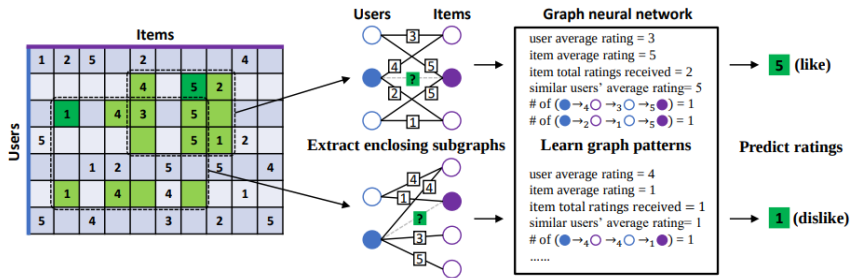 Items
Users
1 2 5 2 4
4 5 2
1 4 3 5
5 5 1 2
1 2 5 5 4
1 4 4 1
5 4 3 2 5
Users Items
3
4 5
?
2 5
1
Extract enclosing subgraphs
4
4
1
?
3
5
Graph neural network
user average rating = 3
item average rating = 5
item total ratings received = 2
similar users' average rating= 5
# of (●→₄○→₃○→₅●) = 1
# of (●→₂○→₁○→₅●) = 1
Learn graph patterns
user average rating = 4
item average rating = 1
item total ratings received = 1
similar users' average rating= 1
# of (●→₄○→₄○→₁●) = 1
......
5 (like)
Predict ratings
1 (dislike)